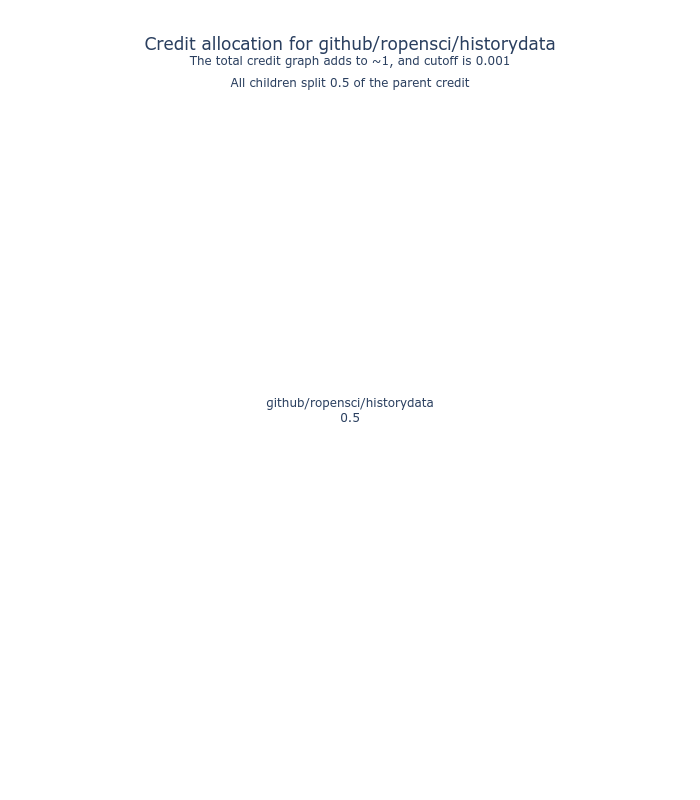 Credit allocation for github/ropensci/historydata
The total credit graph adds to ~1, and cutoff is 0.001
All children split 0.5 of the parent credit
github/ropensci/historydata
0.5